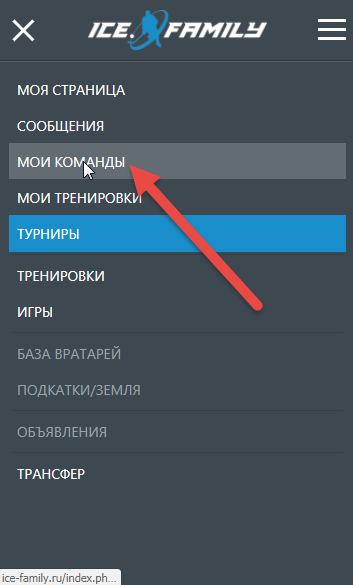 ICE.FAMILY
МОЯ СТРАНИЦА
СООБЩЕНИЯ
МОИ КОМАНДЫ
МОИ ТРЕНИРОВКИ
ТУРНИРЫ
ТРЕНИРОВКИ
ИГРЫ
БАЗА ВРАТАРЕЙ
ПОДКАТКИ/ЗЕМЛЯ
ОБЪЯВЛЕНИЯ
ТРАНСФЕР
ice-family.ru/index.ph...